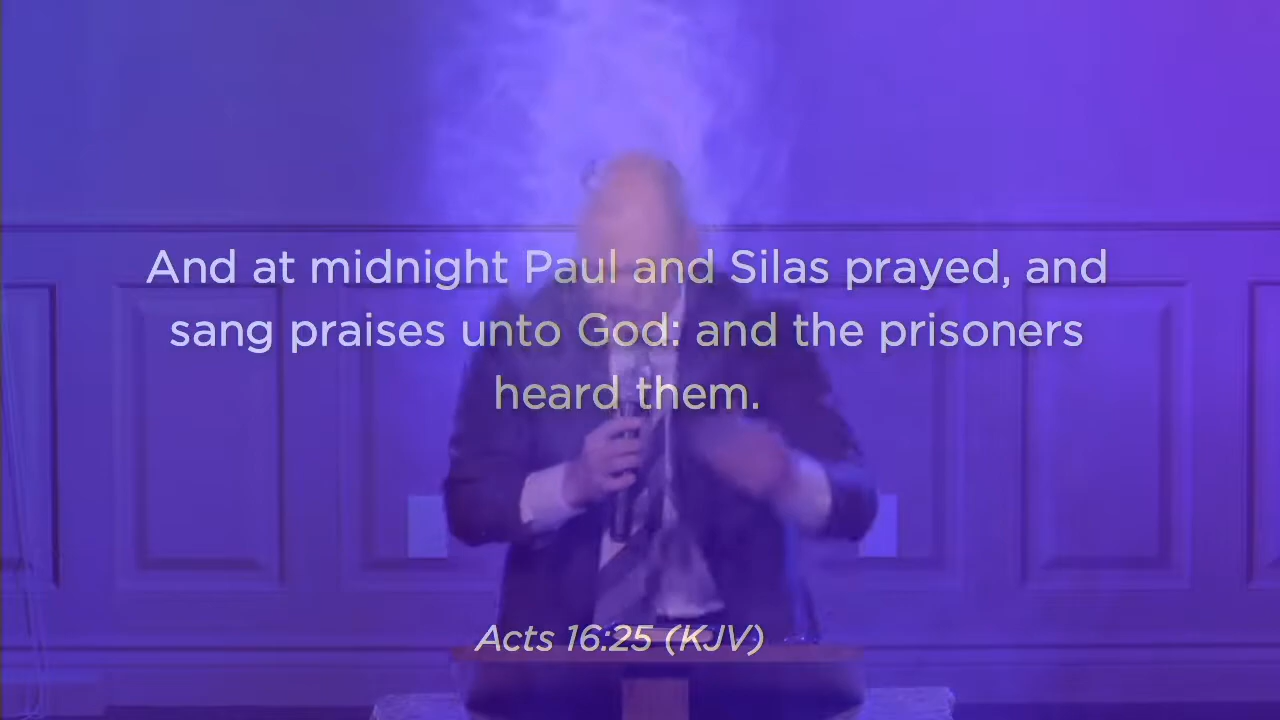 And at midnight Paul and Silas prayed, and
sang praises unto God: and the prisoners
heard them.
Acts 16:25 (KJV)